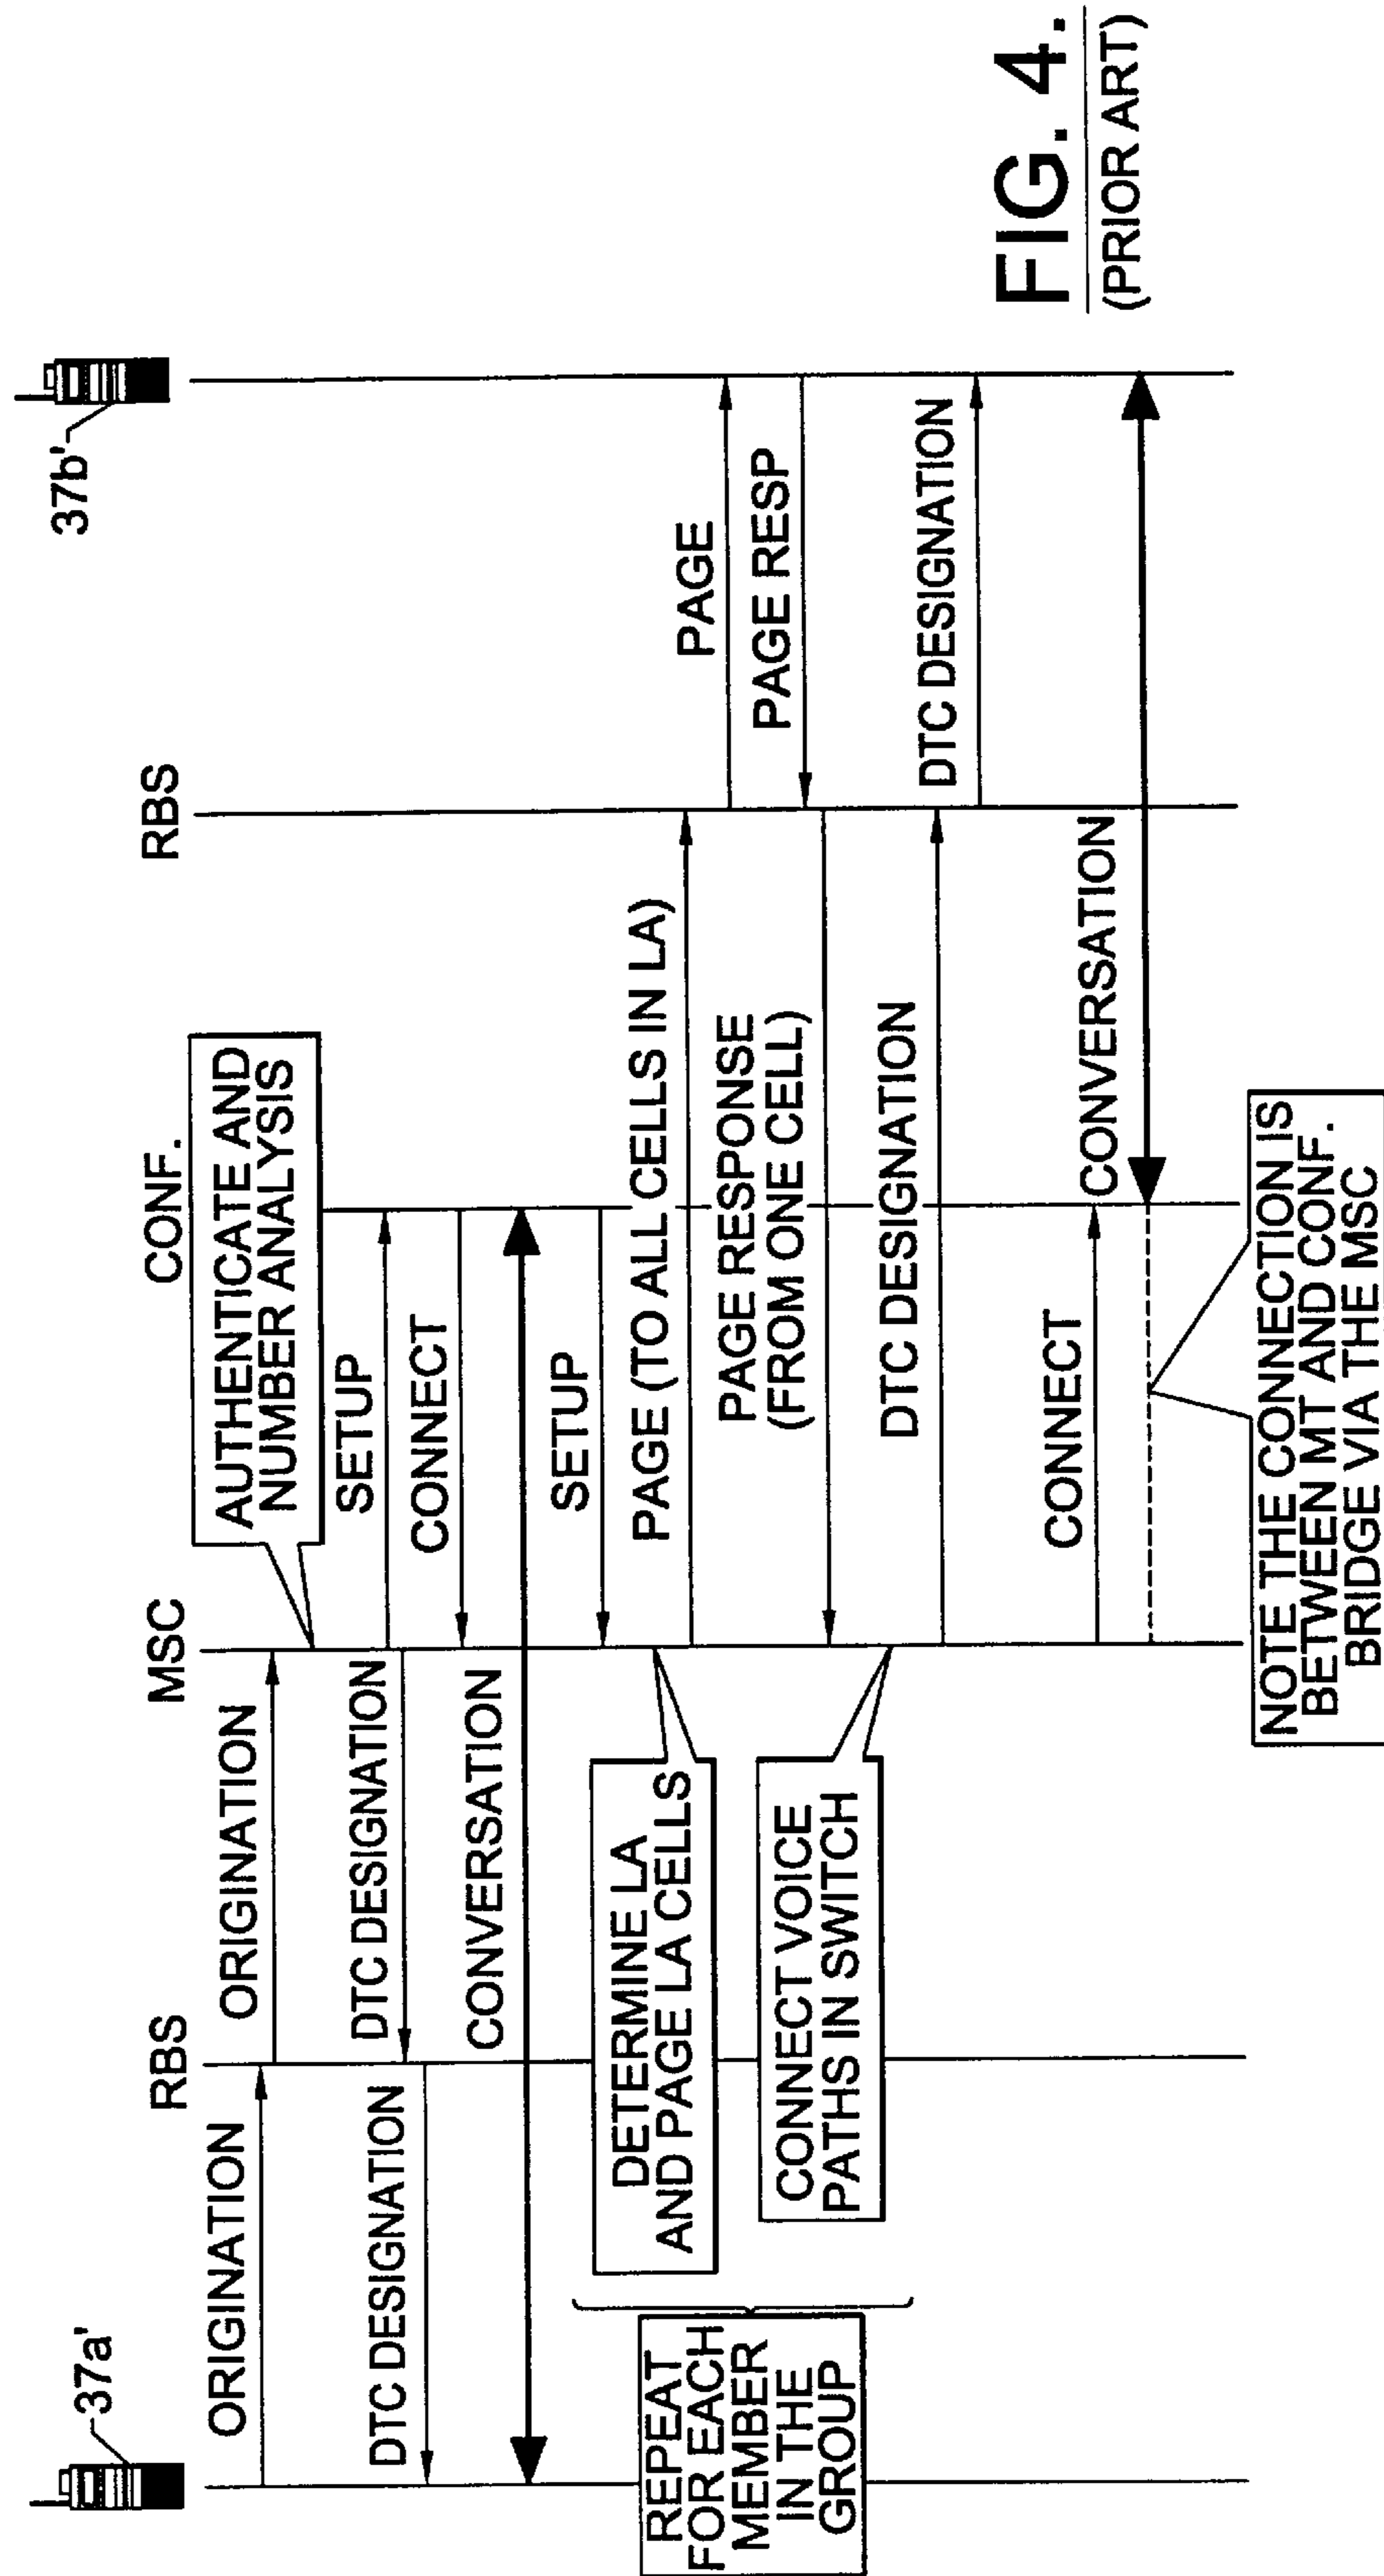 37a'
RBS
MSC
CONF.
RBS
37b'
ORIGINATION
ORIGINATION
AUTHENTICATE AND
NUMBER ANALYSIS
SETUP
DTC DESIGNATION
DTC DESIGNATION
CONNECT
CONVERSATION
SETUP
DETERMINE LA
AND PAGE LA CELLS
PAGE (TO ALL CELLS IN LA)
PAGE
PAGE RESP
PAGE RESPONSE
(FROM ONE CELL)
REPEAT
FOR EACH
MEMBER
IN THE
GROUP
CONNECT VOICE
PATHS IN SWITCH
DTC DESIGNATION
DTC DESIGNATION
CONNECT
CONVERSATION
NOTE THE CONNECTION IS
BETWEEN MT AND CONF.
BRIDGE VIA THE MSC
FIG. 4.
(PRIOR ART)